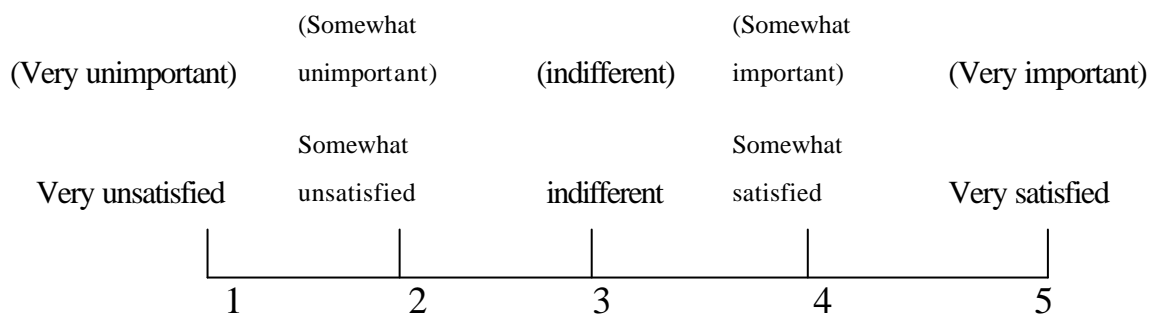 (Somewhat (Somewhat
(Very unimportant) unimportant) (indifferent) important) (Very important)
Somewhat Somewhat
Very unsatisfied unsatisfied indifferent satisfied Very satisfied
1 2 3 4 5